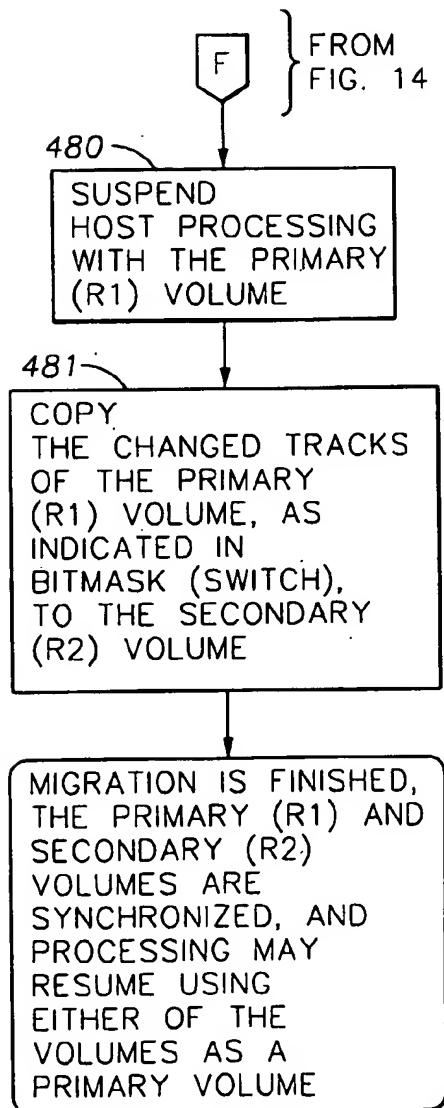 F
FROM
FIG. 14
480
SUSPEND
HOST PROCESSING
WITH THE PRIMARY
(R1) VOLUME
481
COPY
THE CHANGED TRACKS
OF THE PRIMARY
(R1) VOLUME, AS
INDICATED IN
BITMASK (SWITCH),
TO THE SECONDARY
(R2) VOLUME
MIGRATION IS FINISHED,
THE PRIMARY (R1) AND
SECONDARY (R2)
VOLUMES ARE
SYNCHRONIZED, AND
PROCESSING MAY
RESUME USING
EITHER OF THE
VOLUMES AS A
PRIMARY VOLUME